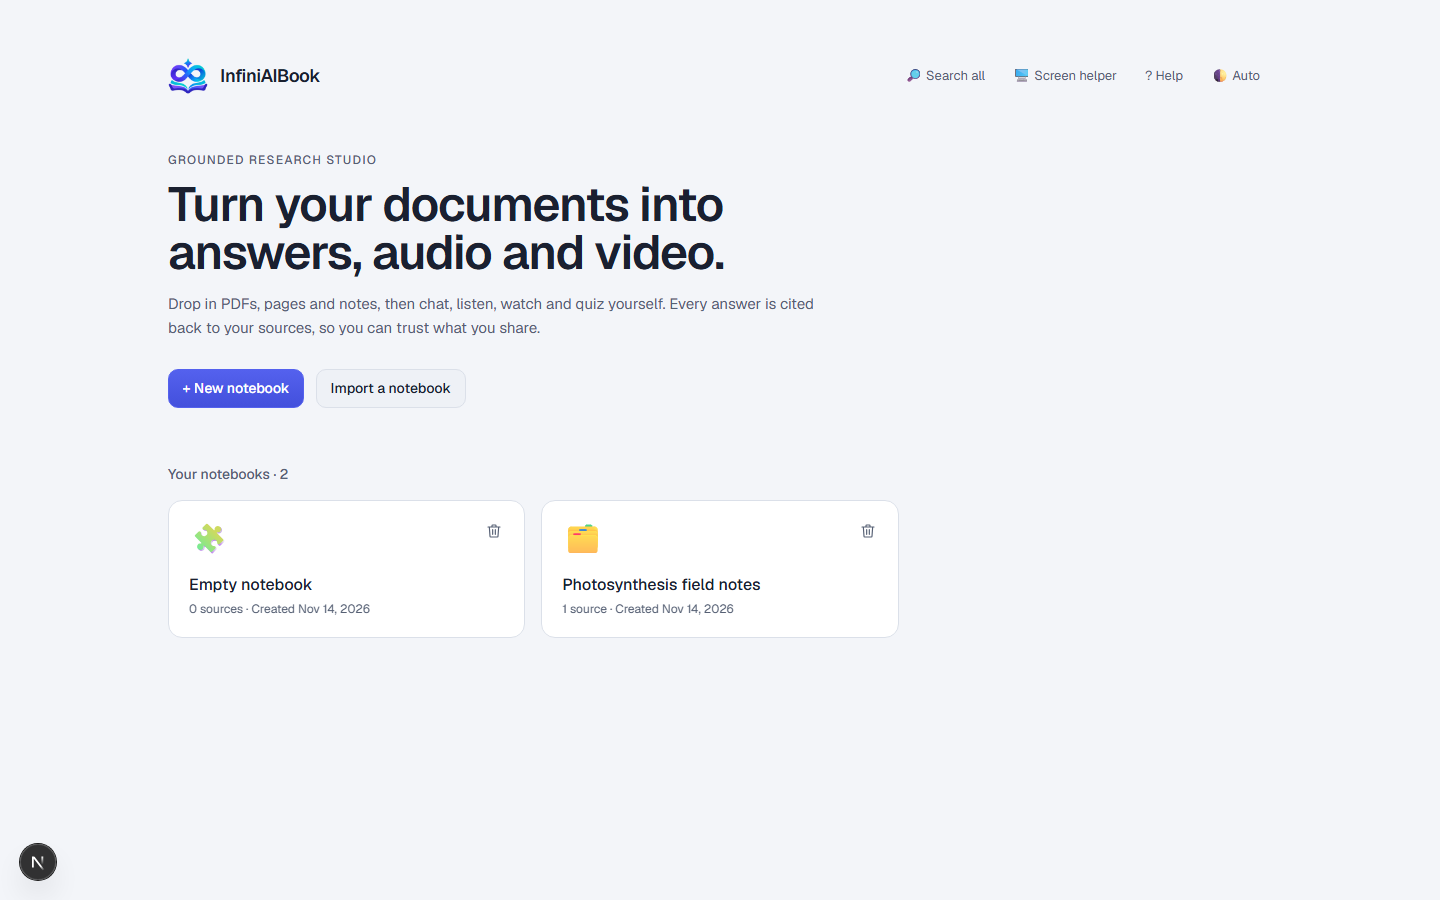 InfiniAIBook
Search all
Screen helper
? Help
Auto
GROUNDED RESEARCH STUDIO
Turn your documents into
answers, audio and video.
Drop in PDFs, pages and notes, then chat, listen, watch and quiz yourself. Every answer is cited
back to your sources, so you can trust what you share.
+ New notebook
Import a notebook
Your notebooks · 2
Empty notebook
0 sources · Created Nov 14, 2026
Photosynthesis field notes
1 source · Created Nov 14, 2026
N